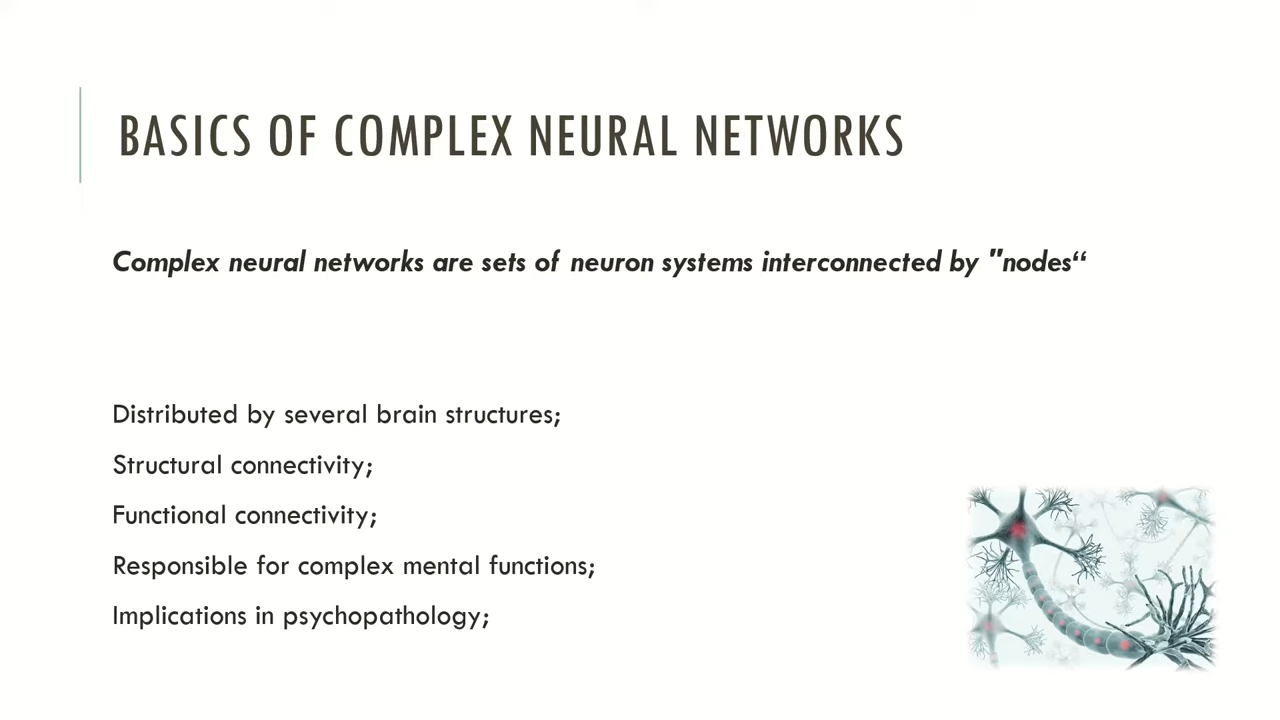 BASICS OF COMPLEX NEURAL NETWORKS
Complex neural networks are sets of neuron systems interconnected by "nodes“
Distributed by several brain structures;
Structural connectivity;
Functional connectivity;
Responsible for complex mental functions;
Implications in psychopathology;